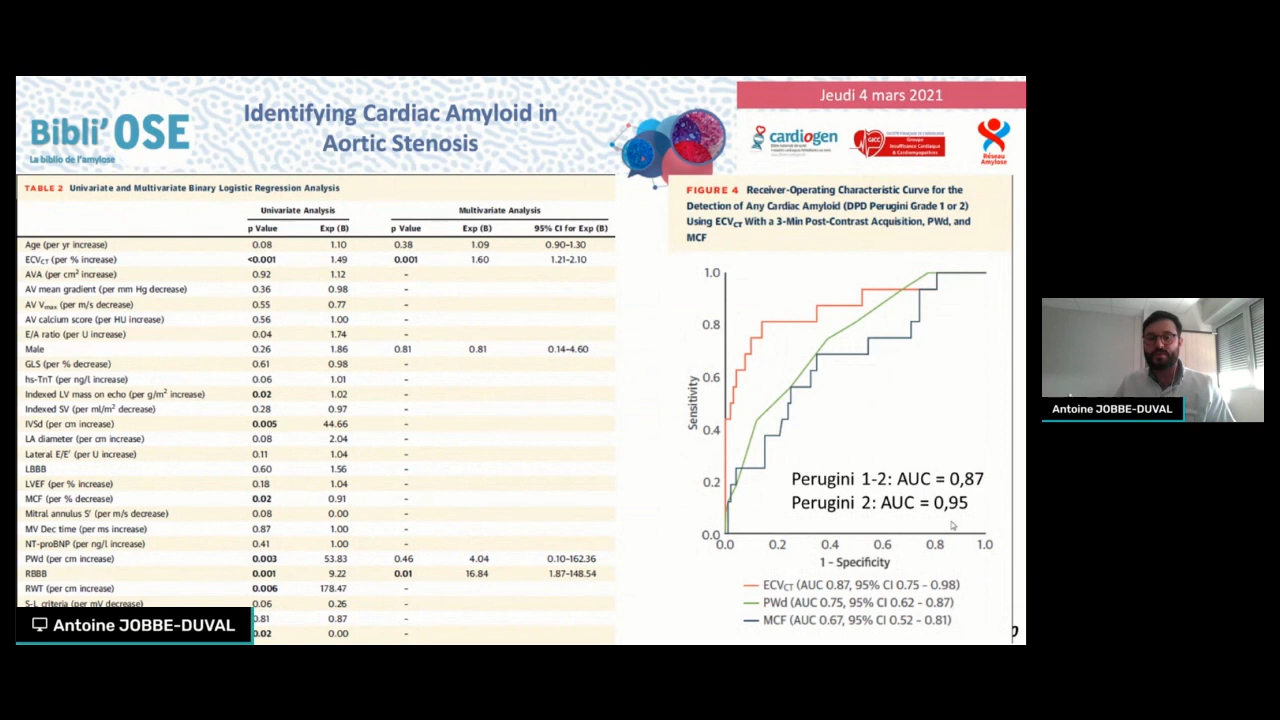 Jeudi 4 mars 2021
Identifying Cardiac Amyloid in
Aortic Stenosis
Bibli'OSE
La biblio de l'amylose
cardiogen
GICC
Groupe
Insuffisance Cardiaque
& Cardiomyopathies
Réseau
Amylose
TABLE 2 Univariate and Multivariate Binary Logistic Regression Analysis
Univariate Analysis Multivariate Analysis
p Value Exp (B) p Value Exp (B) 95% CI for Exp (B)
Age (per yr increase) 0.08 1.10 0.38 1.09 0.90–1.30
ECVCT (per % increase) <0.001 1.49 0.001 1.60 1.21–2.10
AVA (per cm² increase) 0.92 1.12 –
AV mean gradient (per mm Hg decrease) 0.36 0.98 –
AV Vmax (per m/s decrease) 0.55 0.77 –
AV calcium score (per HU increase) 0.56 1.00 –
E/A ratio (per U increase) 0.04 1.74 –
Male 0.26 1.86 0.81 0.81 0.14–4.60
GLS (per % decrease) 0.61 0.98 –
hs-TnT (per ng/l increase) 0.06 1.01 –
Indexed LV mass on echo (per g/m² increase) 0.02 1.02 –
Indexed SV (per ml/m² decrease) 0.28 0.97 –
IVSd (per cm increase) 0.005 44.66 –
LA diameter (per cm increase) 0.08 2.04 –
Lateral E/E' (per U increase) 0.11 1.04 –
LBBB 0.60 1.56 –
LVEF (per % increase) 0.18 1.04 –
MCF (per % decrease) 0.02 0.91 –
Mitral annulus S' (per m/s decrease) 0.08 0.00 –
MV Dec time (per ms increase) 0.87 1.00 –
NT-proBNP (per ng/l increase) 0.41 1.00 –
PWd (per cm increase) 0.003 53.83 0.46 4.04 0.10–162.36
RBBB 0.001 9.22 0.01 16.84 1.87–148.54
RWT (per cm increase) 0.006 178.47 –
S-L criteria (per mV decrease) 0.06 0.26 –
0.81 0.87 –
0.02 0.00 –
Antoine JOBBE-DUVAL
FIGURE 4 Receiver-Operating Characteristic Curve for the
Detection of Any Cardiac Amyloid (DPD Perugini Grade 1 or 2)
Using ECVCT With a 3-Min Post-Contrast Acquisition, PWd, and
MCF
Sensitivity
1.0
0.8
0.6
0.4
0.2
0.0
Perugini 1-2: AUC = 0,87
Perugini 2: AUC = 0,95
0.0 0.2 0.4 0.6 0.8 1.0
1 – Specificity
ECVCT (AUC 0.87, 95% CI 0.75 – 0.98)
PWd (AUC 0.75, 95% CI 0.62 – 0.87)
MCF (AUC 0.67, 95% CI 0.52 – 0.81)
Antoine JOBBE-DUVAL